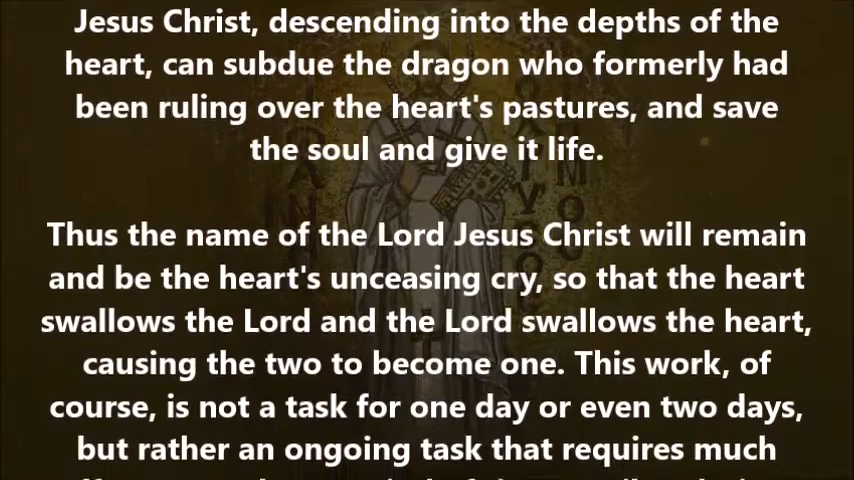 Jesus Christ, descending into the depths of the
heart, can subdue the dragon who formerly had
been ruling over the heart's pastures, and save
the soul and give it life.
Thus the name of the Lord Jesus Christ will remain
and be the heart's unceasing cry, so that the heart
swallows the Lord and the Lord swallows the heart,
causing the two to become one. This work, of
course, is not a task for one day or even two days,
but rather an ongoing task that requires much